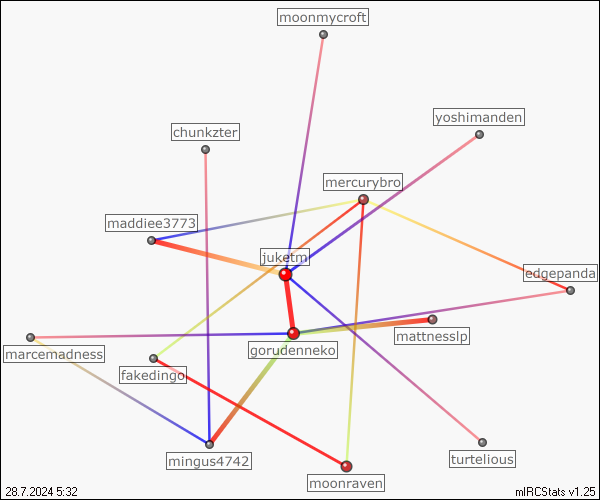 moonmycroft
chunkzter
yoshimanden
mercurybro
maddiee3773
juketm
edgepanda
mattnesslp
gorudenneko
marcemadness
fakedingo
mingus4742
turtelious
moonraven
28.7.2024 5:32
mIRCStats v1.25